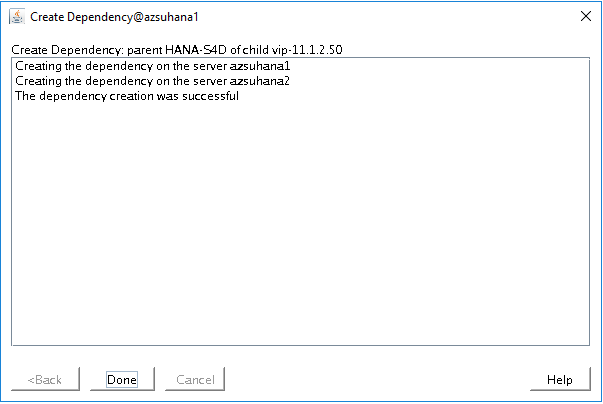 Create Dependency@azsuhana1
Create Dependency: parent HANA-S4D of child vip-11.1.2.50
Creating the dependency on the server azsuhana1
Creating the dependency on the server azsuhana2
The dependency creation was successful
<Back
Done
Cancel
Help